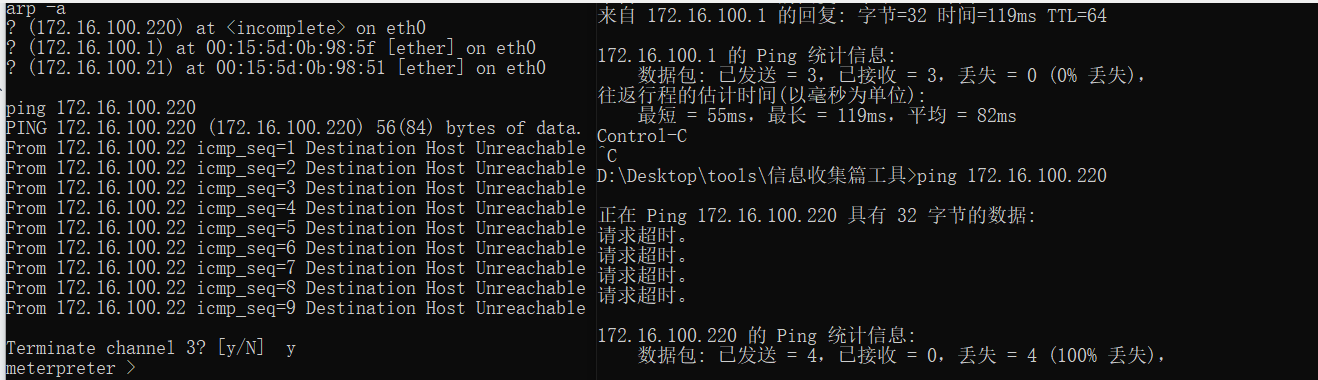 arp -a
? (172.16.100.220) at <incomplete> on eth0
? (172.16.100.1) at 00:15:5d:0b:98:5f [ether] on eth0
? (172.16.100.21) at 00:15:5d:0b:98:51 [ether] on eth0
ping 172.16.100.220
PING 172.16.100.220 (172.16.100.220) 56(84) bytes of data.
From 172.16.100.22 icmp_seq=1 Destination Host Unreachable
From 172.16.100.22 icmp_seq=2 Destination Host Unreachable
From 172.16.100.22 icmp_seq=3 Destination Host Unreachable
From 172.16.100.22 icmp_seq=4 Destination Host Unreachable
From 172.16.100.22 icmp_seq=5 Destination Host Unreachable
From 172.16.100.22 icmp_seq=6 Destination Host Unreachable
From 172.16.100.22 icmp_seq=7 Destination Host Unreachable
From 172.16.100.22 icmp_seq=8 Destination Host Unreachable
From 172.16.100.22 icmp_seq=9 Destination Host Unreachable
Terminate channel 3? [y/N]  y
meterpreter >
来自 172.16.100.1 的回复: 字节=32 时间=119ms TTL=64
172.16.100.1 的 Ping 统计信息:
数据包: 已发送 = 3，已接收 = 3，丢失 = 0 (0% 丢失)，
往返行程的估计时间(以毫秒为单位):
最短 = 55ms，最长 = 119ms，平均 = 82ms
Control-C
^C
D:\Desktop\tools\信息收集篇工具>ping 172.16.100.220
正在 Ping 172.16.100.220 具有 32 字节的数据:
请求超时。
请求超时。
请求超时。
请求超时。
172.16.100.220 的 Ping 统计信息:
数据包: 已发送 = 4，已接收 = 0，丢失 = 4 (100% 丢失)，